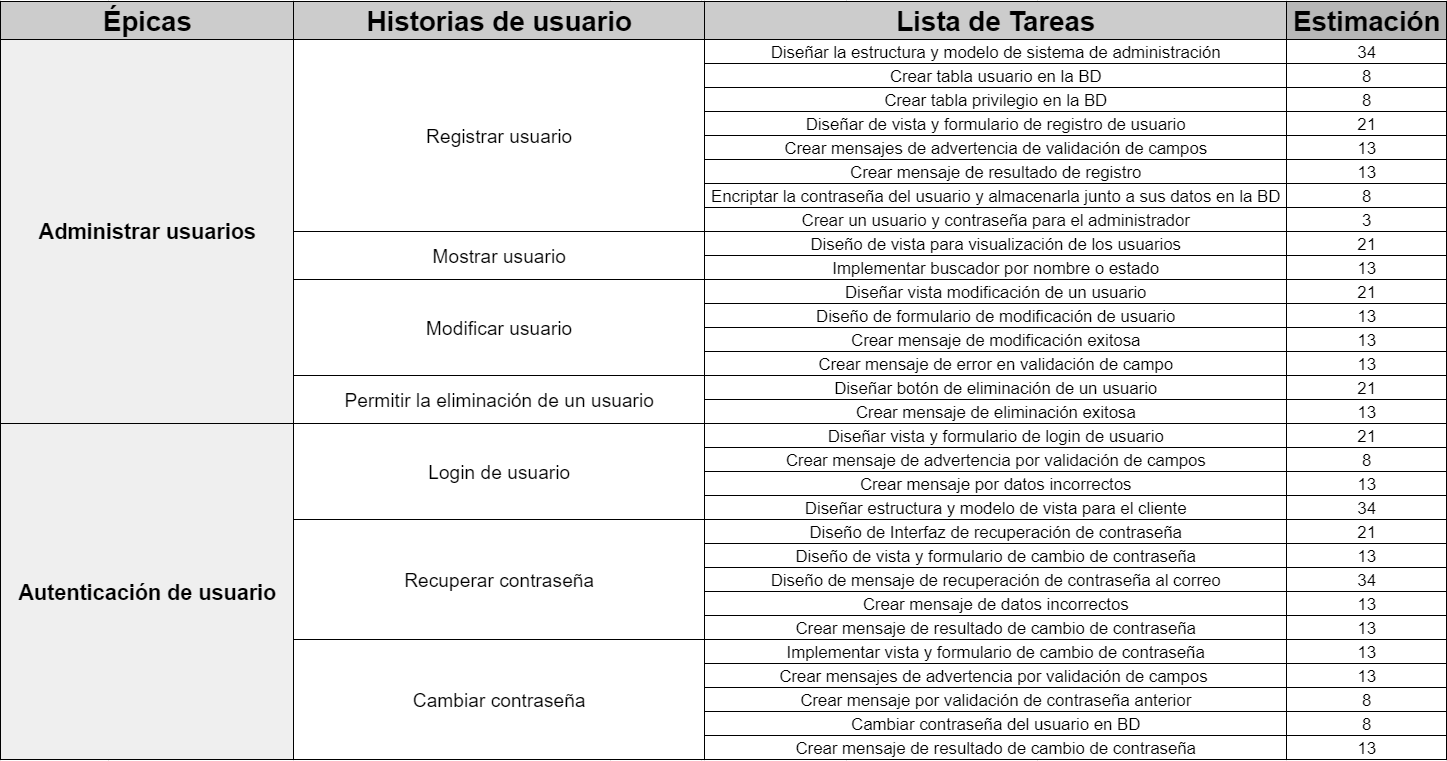 Épicas Historias de usuario Lista de Tareas Estimación
Administrar usuarios
Registrar usuario
Diseñar la estructura y modelo de sistema de administración 34
Crear tabla usuario en la BD 8
Crear tabla privilegio en la BD 8
Diseñar de vista y formulario de registro de usuario 21
Crear mensajes de advertencia de validación de campos 13
Crear mensaje de resultado de registro 13
Encriptar la contraseña del usuario y almacenarla junto a sus datos en la BD 8
Crear un usuario y contraseña para el administrador 3
Mostrar usuario
Diseño de vista para visualización de los usuarios 21
Implementar buscador por nombre o estado 13
Modificar usuario
Diseñar vista modificación de un usuario 21
Diseño de formulario de modificación de usuario 13
Crear mensaje de modificación exitosa 13
Crear mensaje de error en validación de campo 13
Permitir la eliminación de un usuario
Diseñar botón de eliminación de un usuario 21
Crear mensaje de eliminación exitosa 13
Autenticación de usuario
Login de usuario
Diseñar vista y formulario de login de usuario 21
Crear mensaje de advertencia por validación de campos 8
Crear mensaje por datos incorrectos 13
Diseñar estructura y modelo de vista para el cliente 34
Recuperar contraseña
Diseño de Interfaz de recuperación de contraseña 21
Diseño de vista y formulario de cambio de contraseña 13
Diseño de mensaje de recuperación de contraseña al correo 34
Crear mensaje de datos incorrectos 13
Crear mensaje de resultado de cambio de contraseña 13
Cambiar contraseña
Implementar vista y formulario de cambio de contraseña 13
Crear mensajes de advertencia por validación de campos 13
Crear mensaje por validación de contraseña anterior 8
Cambiar contraseña del usuario en BD 8
Crear mensaje de resultado de cambio de contraseña 13